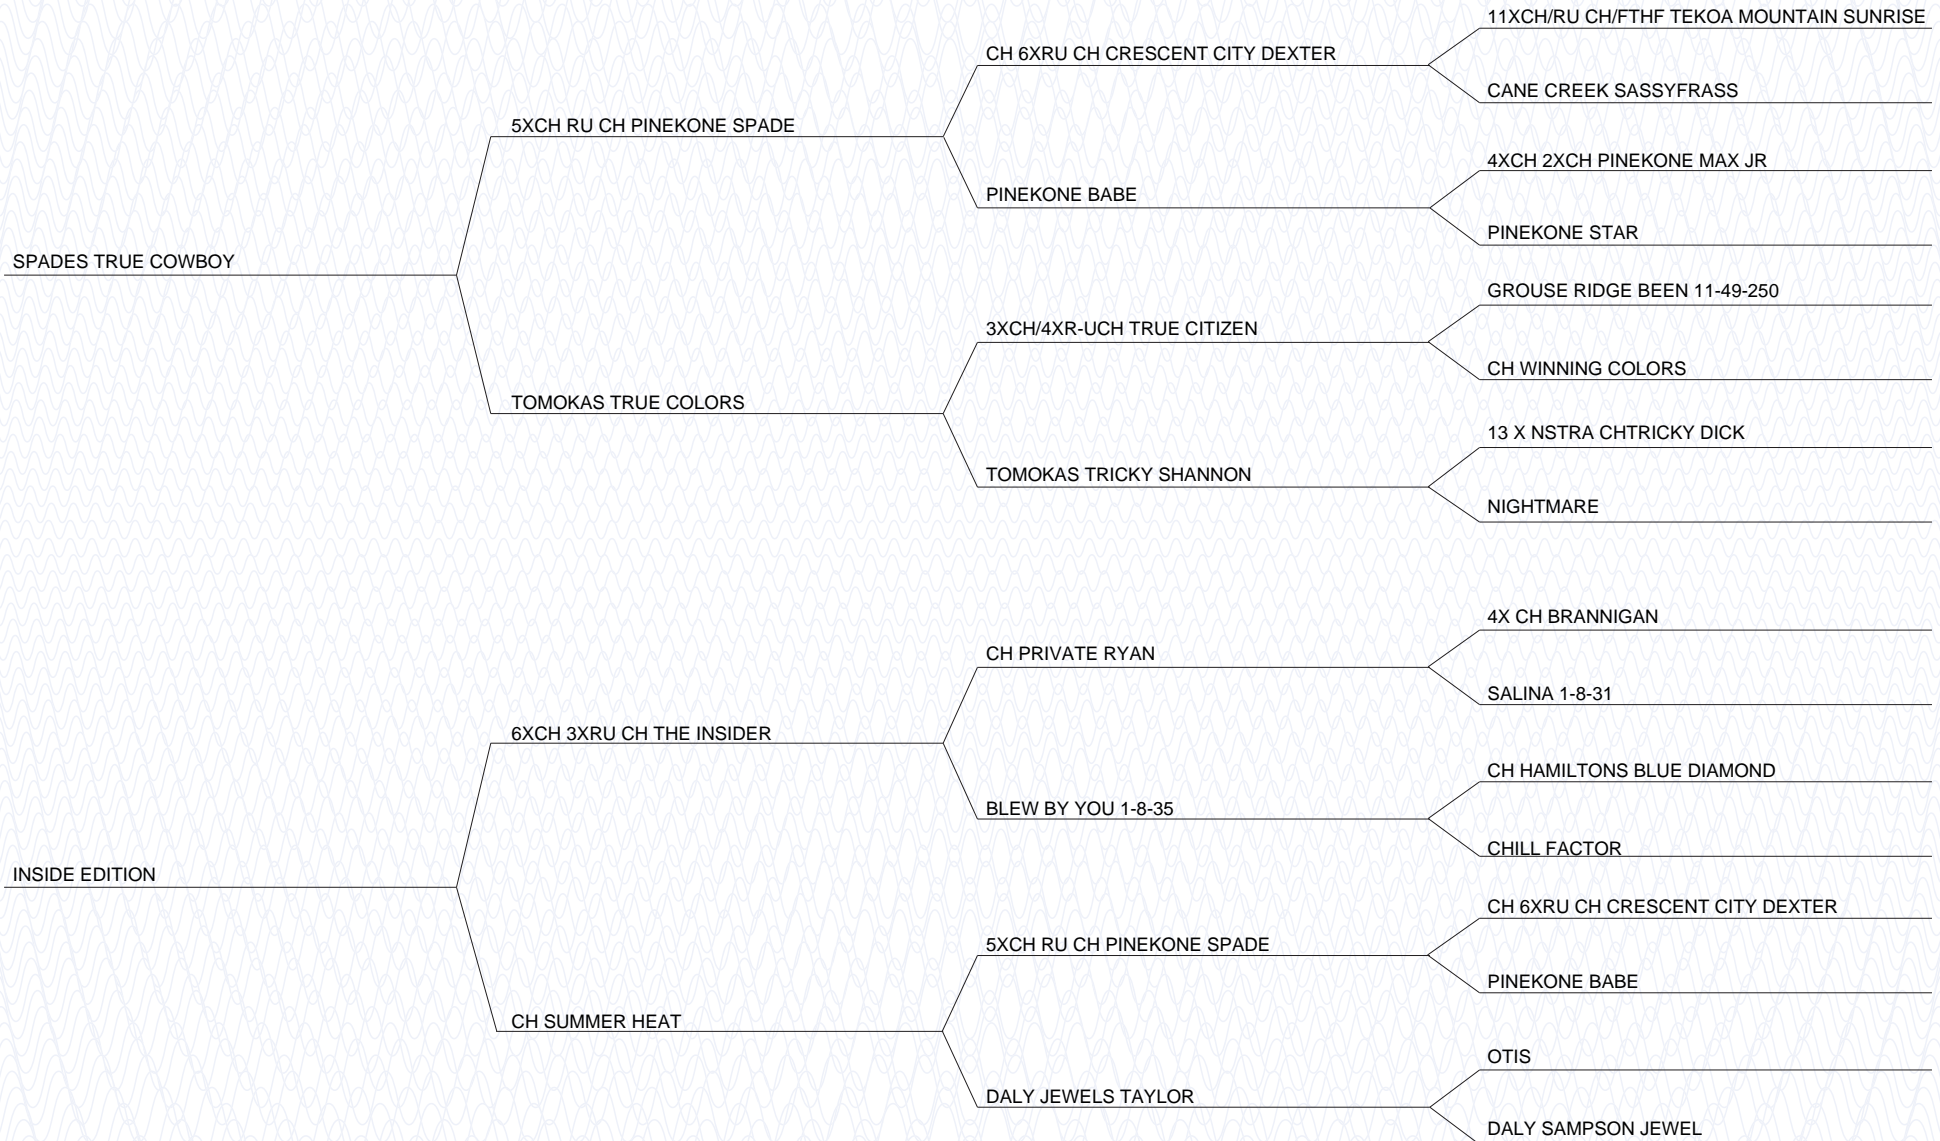 11XCH/RU CH/FTHF TEKOA MOUNTAIN SUNRISE
CH 6XRU CH CRESCENT CITY DEXTER
CANE CREEK SASSYFRASS
5XCH RU CH PINEKONE SPADE
4XCH 2XCH PINEKONE MAX JR
PINEKONE BABE
PINEKONE STAR
SPADES TRUE COWBOY
GROUSE RIDGE BEEN 11-49-250
3XCH/4XR-UCH TRUE CITIZEN
CH WINNING COLORS
TOMOKAS TRUE COLORS
13 X NSTRA CHTRICKY DICK
TOMOKAS TRICKY SHANNON
NIGHTMARE
4X CH BRANNIGAN
CH PRIVATE RYAN
SALINA 1-8-31
6XCH 3XRU CH THE INSIDER
CH HAMILTONS BLUE DIAMOND
BLEW BY YOU 1-8-35
CHILL FACTOR
INSIDE EDITION
CH 6XRU CH CRESCENT CITY DEXTER
5XCH RU CH PINEKONE SPADE
PINEKONE BABE
CH SUMMER HEAT
OTIS
DALY JEWELS TAYLOR
DALY SAMPSON JEWEL